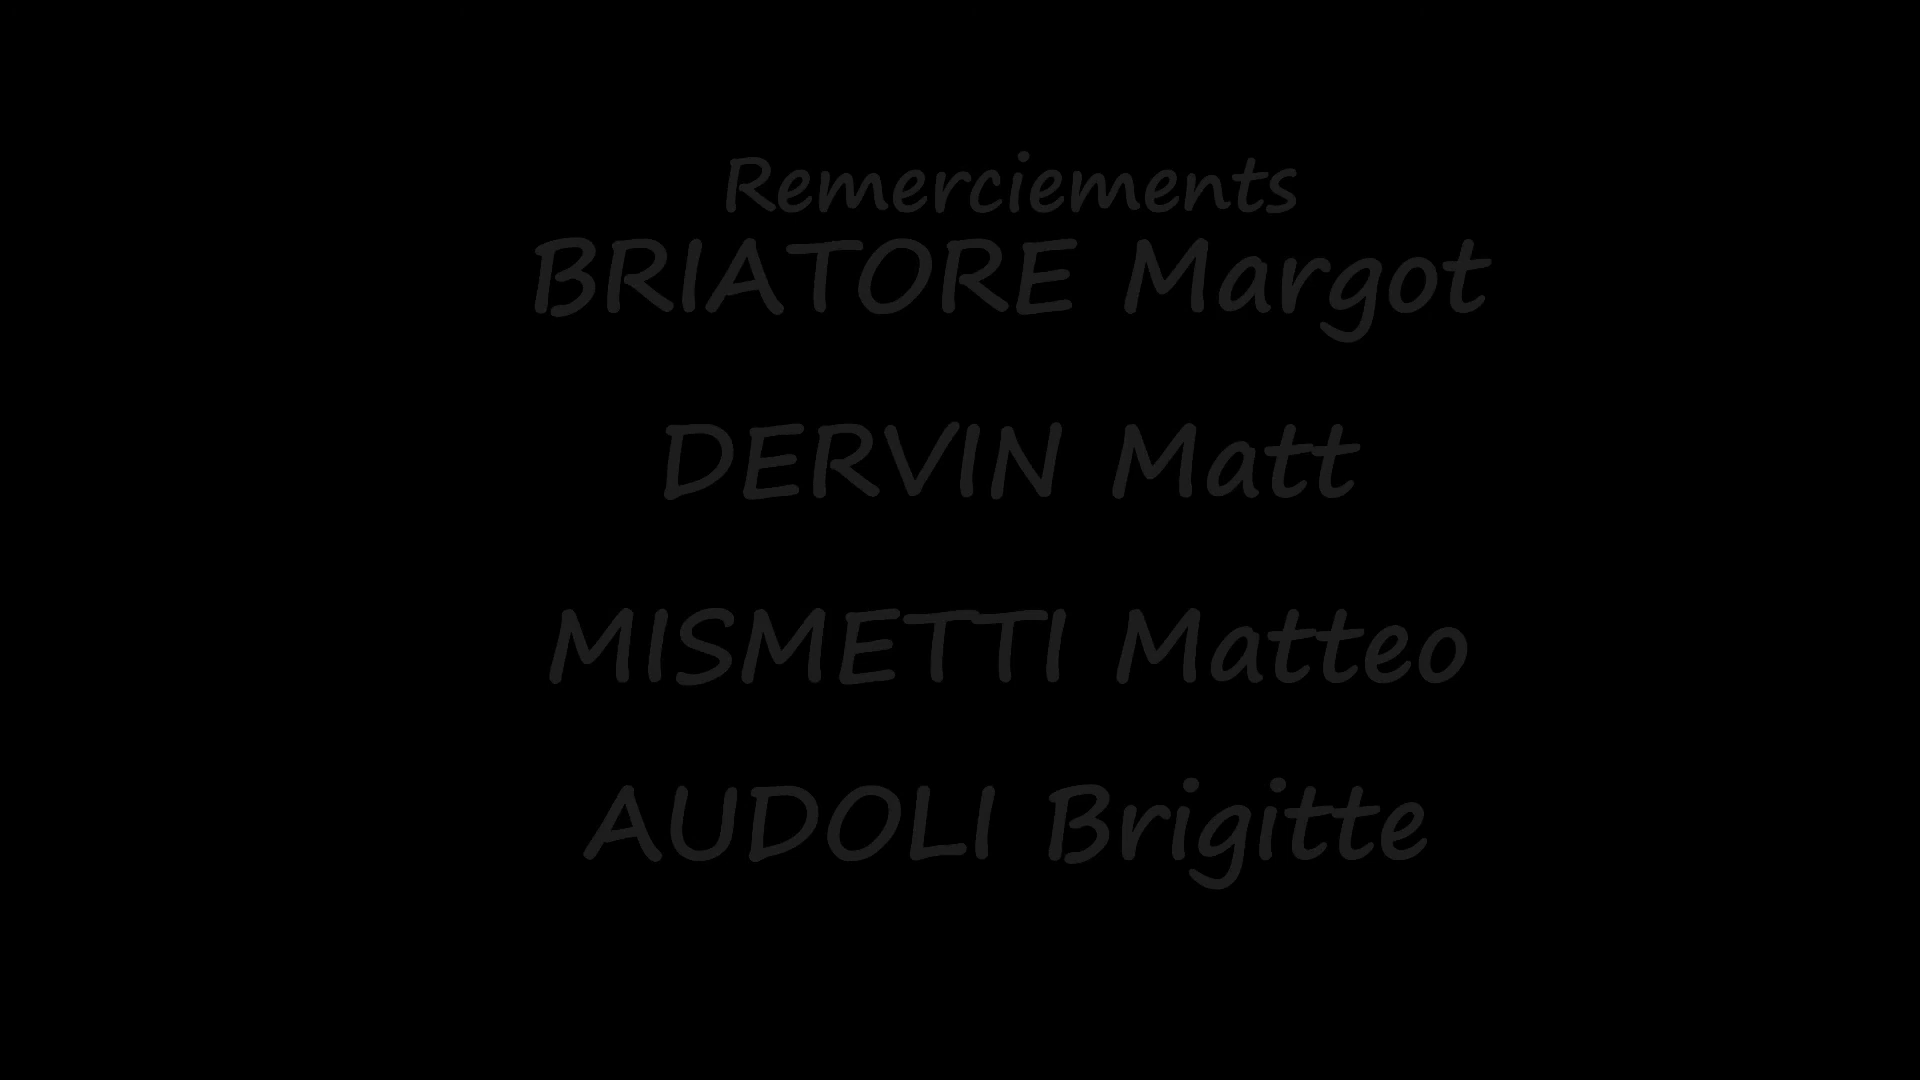 Remerciements
BRIATORE Margot
DERVIN Matt
MISMETTI Matteo
AUDOLI Brigitte